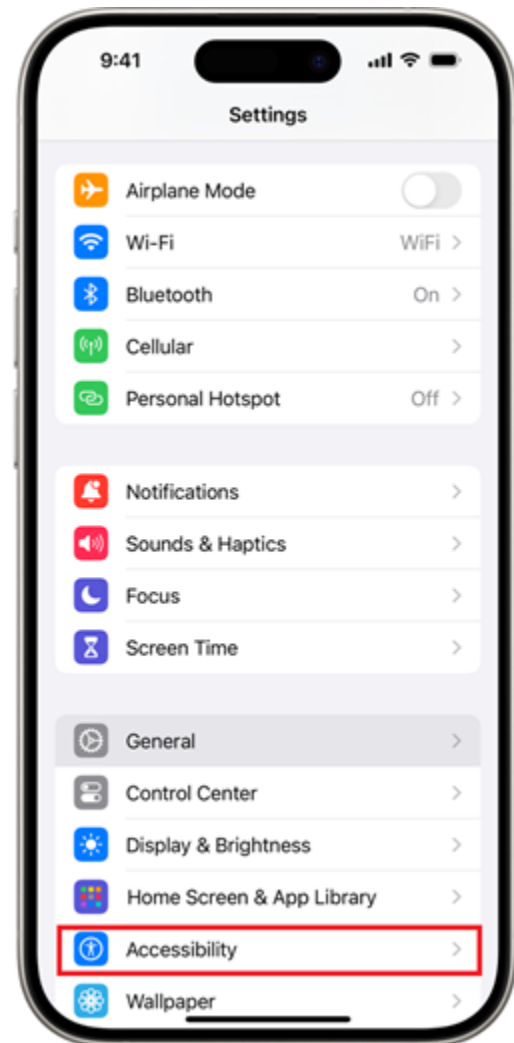 9:41
Settings
Airplane Mode
Wi-Fi WiFi
Bluetooth On
Cellular
Personal Hotspot Off
Notifications
Sounds & Haptics
Focus
Screen Time
General
Control Center
Display & Brightness
Home Screen & App Library
Accessibility
Wallpaper